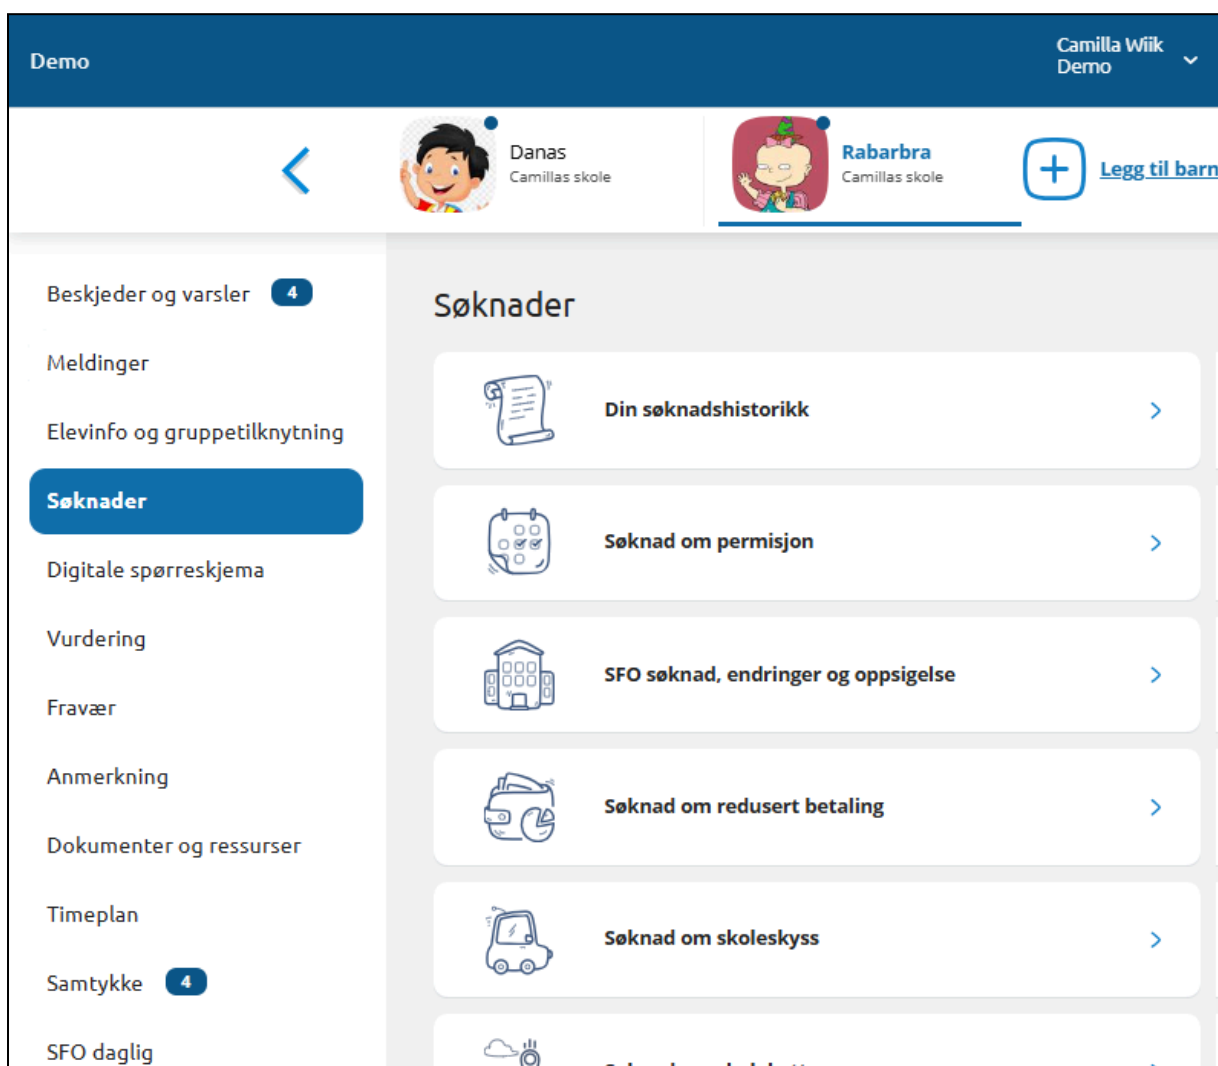 Demo
Camilla Wiik
Demo
Danas
Camillas skole
Rabarbra
Camillas skole
Legg til barn
Beskjeder og varsler 4
Meldinger
Elevinfo og gruppetilknytning
Søknader
Digitale spørreskjema
Vurdering
Fravær
Anmerkning
Dokumenter og ressurser
Timeplan
Samtykke 4
SFO daglig
Søknader
Din søknadshistorikk
Søknad om permisjon
SFO søknad, endringer og oppsigelse
Søknad om redusert betaling
Søknad om skoleskyss